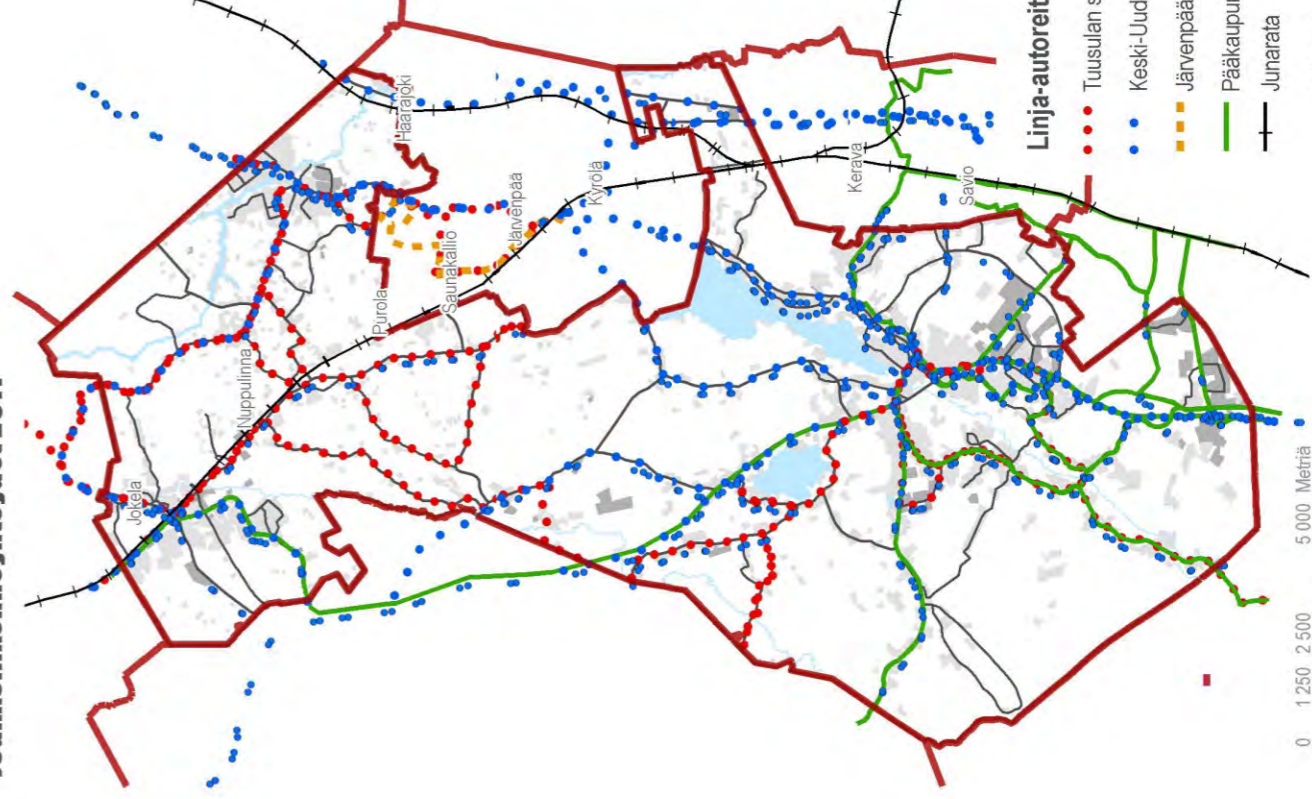 Jokela
Nuppulinna
Purola
Saunakallio
Haarajoki
Järvenpää
Kyrölä
Kerava
Savio
Linja-autoreit
Tuusulan s
Keski-Uud
Järvenpää
Pääkaupun
Junarata
0 1 250 2 500 5 000 Metriä